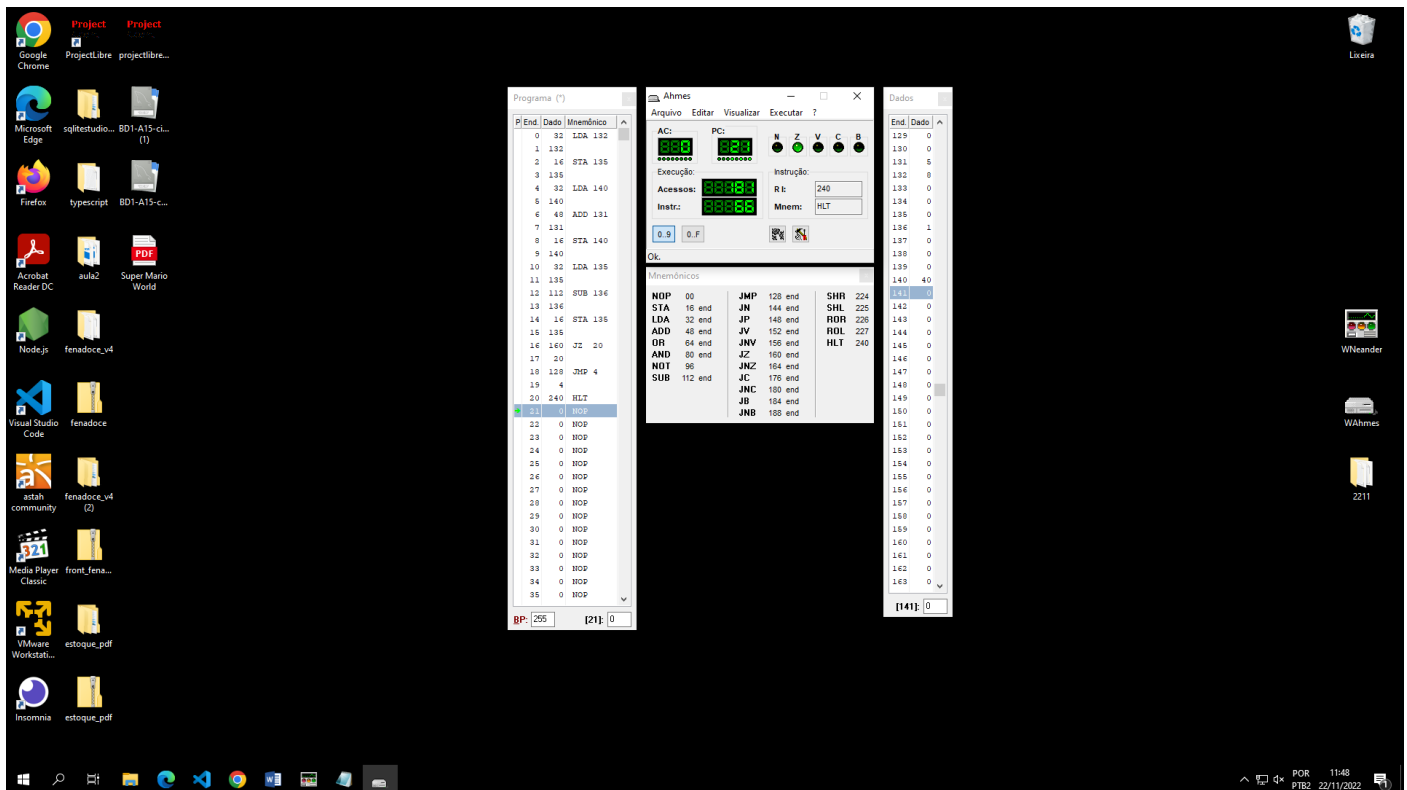 Project Project
Google Chrome
ProjectLibre
projectlibre...
Lixeira
Microsoft Edge
sqlitestudio...
BD1-A15-ci... (1)
Firefox
typescript
BD1-A15-c...
Acrobat Reader DC
aula2
PDF
Super Mario World
Node.js
fenadoce_v4
Visual Studio Code
fenadoce
astah community
fenadoce_v4 (2)
321
Media Player Classic
front_fena...
VMware Workstati...
estoque_pdf
Insomnia
estoque_pdf
WNeander
WAhmes
2211
Programa (*)
P End. Dado Mnemônico
0 32 LDA 132
1 132
2 16 STA 135
3 135
4 32 LDA 140
5 140
6 48 ADD 131
7 131
8 16 STA 140
9 140
10 32 LDA 135
11 135
12 112 SUB 136
13 136
14 16 STA 135
15 135
16 160 JZ 20
17 20
18 128 JMP 4
19 4
20 240 HLT
21 0 NOP
22 0 NOP
23 0 NOP
24 0 NOP
25 0 NOP
26 0 NOP
27 0 NOP
28 0 NOP
29 0 NOP
30 0 NOP
31 0 NOP
32 0 NOP
33 0 NOP
34 0 NOP
35 0 NOP
BP: 255 [21]: 0
Ahmes
Arquivo Editar Visualizar Executar ?
AC: PC: N Z V C B
0 21
Execução: Instrução:
Acessos: 181 R I: 240
Instr.: 66 Mnem: HLT
0..9 0..F
Ok.
Mnemônicos
NOP 00 JMP 128 end SHR 224
STA 16 end JN 144 end SHL 225
LDA 32 end JP 148 end ROR 226
ADD 48 end JV 152 end ROL 227
OR 64 end JNV 156 end HLT 240
AND 80 end JZ 160 end
NOT 96 JNZ 164 end
SUB 112 end JC 176 end
JNC 180 end
JB 184 end
JNB 188 end
Dados
End. Dado
129 0
130 0
131 5
132 8
133 0
134 0
135 0
136 1
137 0
138 0
139 0
140 40
141 0
142 0
143 0
144 0
145 0
146 0
147 0
148 0
149 0
150 0
151 0
152 0
153 0
154 0
155 0
156 0
157 0
158 0
159 0
160 0
161 0
162 0
163 0
[141]: 0
POR 11:48
PTB2 22/11/2022
1